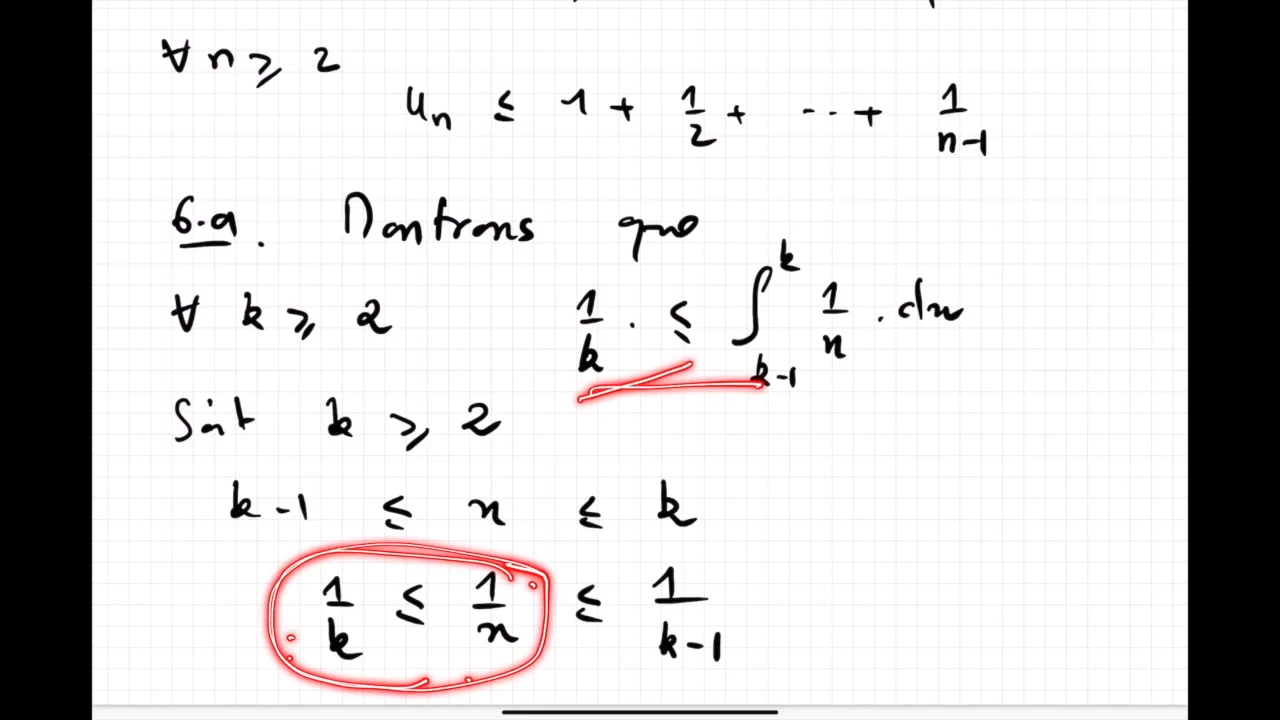 ∀ n ≥ 2
u_n ≤ 1 + 1/2 + ... + 1/(n-1)
6.a. Montrons que
∀ k ≥ 2 1/k . ≤ ∫_{k-1}^{k} 1/x . dx
Soit k ≥ 2
k-1 ≤ x ≤ k
1/k ≤ 1/x ≤ 1/(k-1)